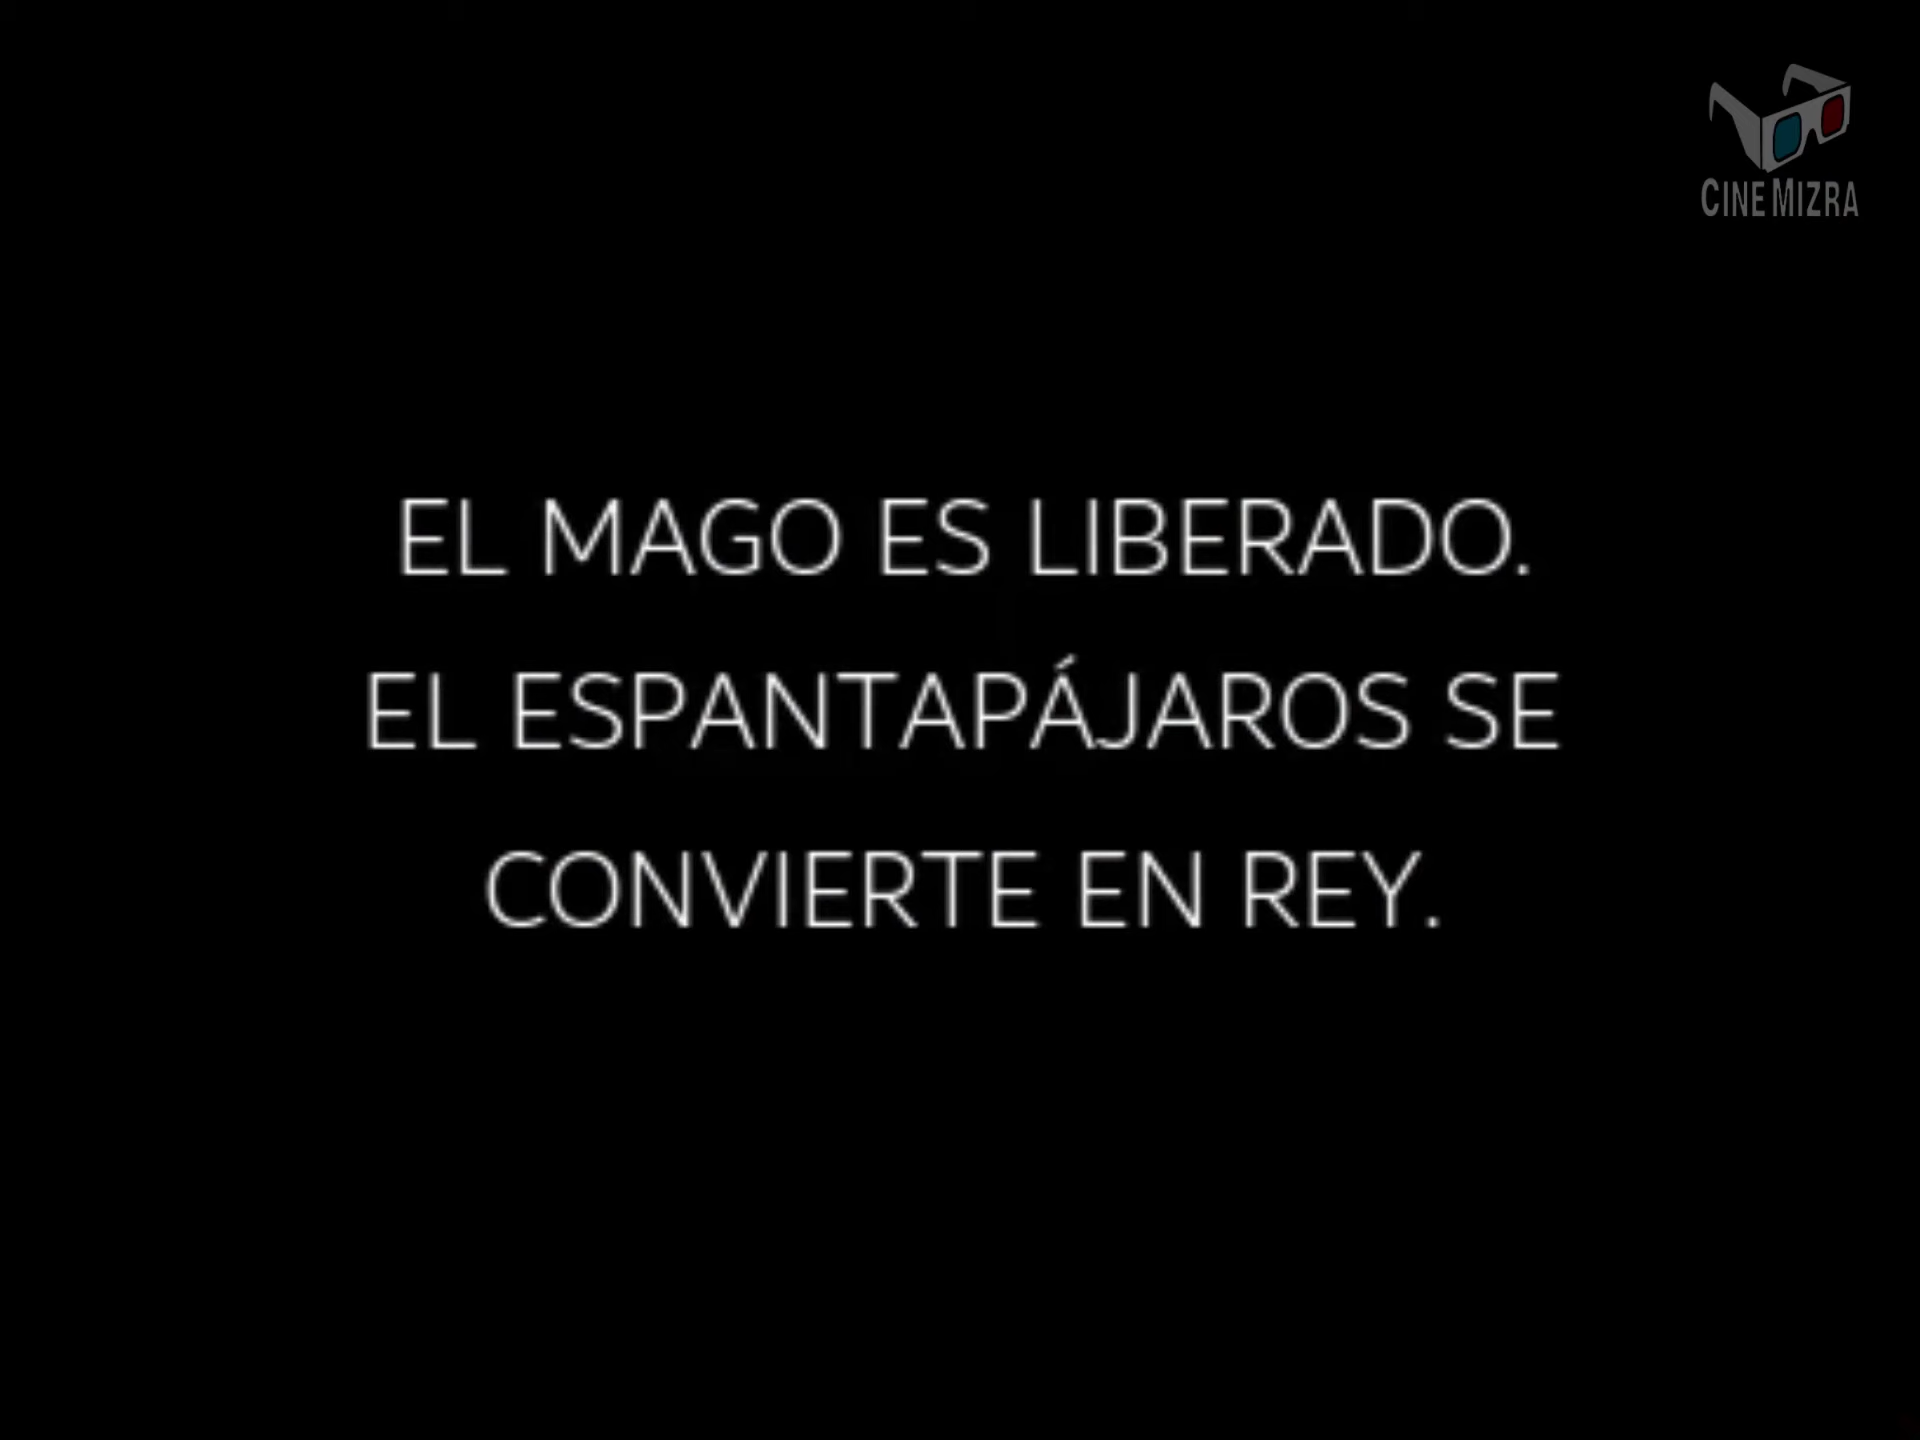 CINE MIZRA
EL MAGO ES LIBERADO.
EL ESPANTAPÁJAROS SE
CONVIERTE EN REY.